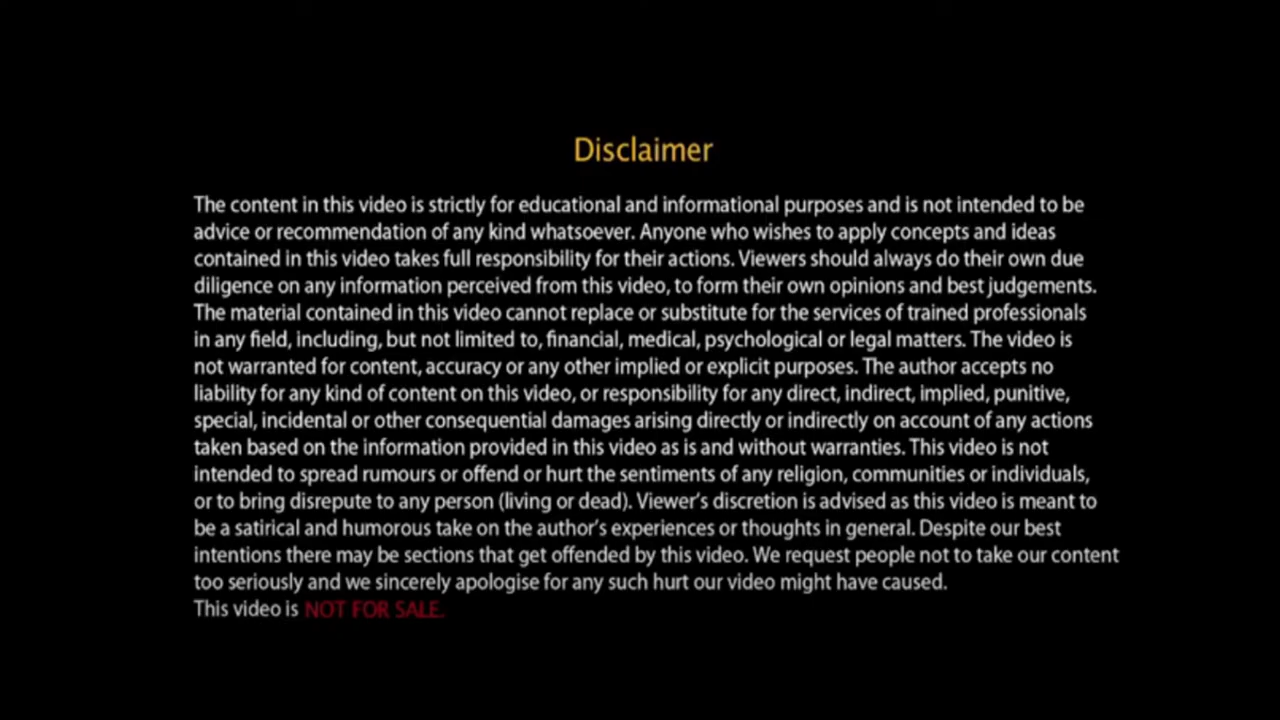 Disclaimer
The content in this video is strictly for educational and informational purposes and is not intended to be
advice or recommendation of any kind whatsoever. Anyone who wishes to apply concepts and ideas
contained in this video takes full responsibility for their actions. Viewers should always do their own due
diligence on any information perceived from this video, to form their own opinions and best judgements.
The material contained in this video cannot replace or substitute for the services of trained professionals
in any field, including, but not limited to, financial, medical, psychological or legal matters. The video is
not warranted for content, accuracy or any other implied or explicit purposes. The author accepts no
liability for any kind of content on this video, or responsibility for any direct, indirect, implied, punitive,
special, incidental or other consequential damages arising directly or indirectly on account of any actions
taken based on the information provided in this video as is and without warranties. This video is not
intended to spread rumours or offend or hurt the sentiments of any religion, communities or individuals,
or to bring disrepute to any person (living or dead). Viewer's discretion is advised as this video is meant to
be a satirical and humorous take on the author's experiences or thoughts in general. Despite our best
intentions there may be sections that get offended by this video. We request people not to take our content
too seriously and we sincerely apologise for any such hurt our video might have caused.
This video is NOT FOR SALE.